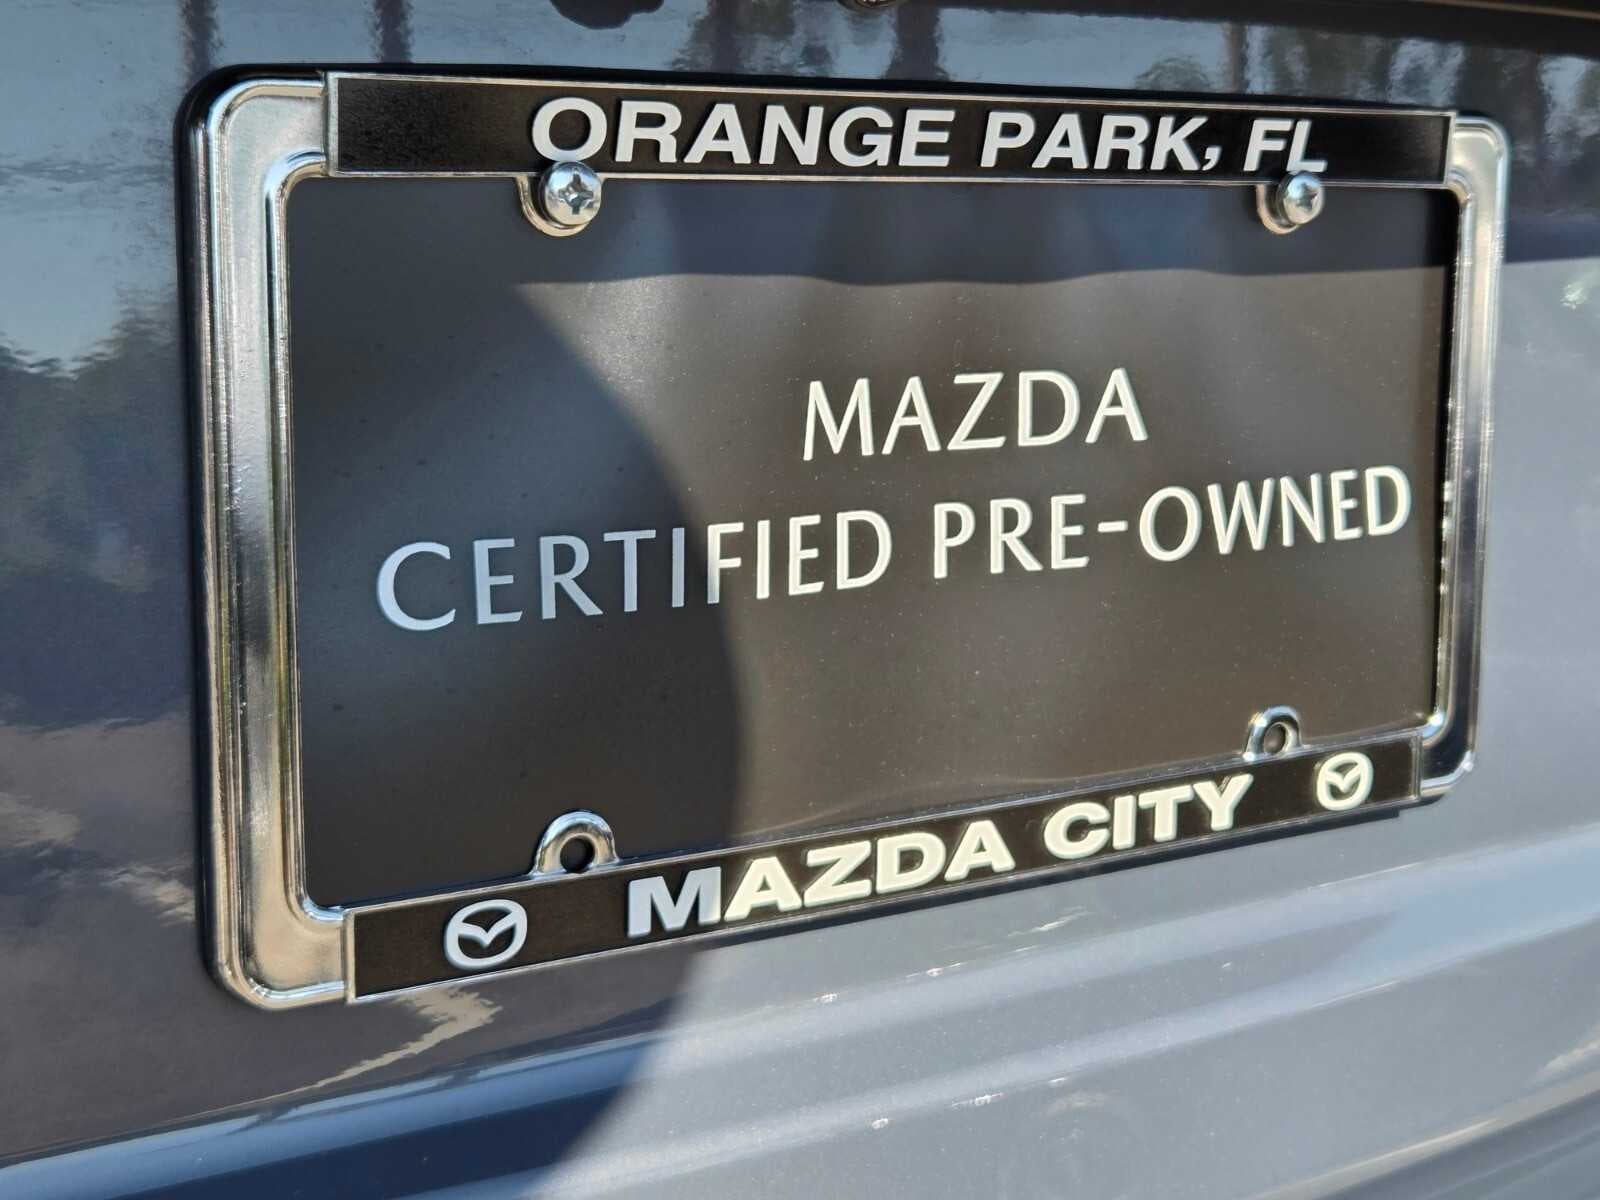 ORANGE PARK, FL
MAZDA
CERTIFIED PRE-OWNED
MAZDA CITY